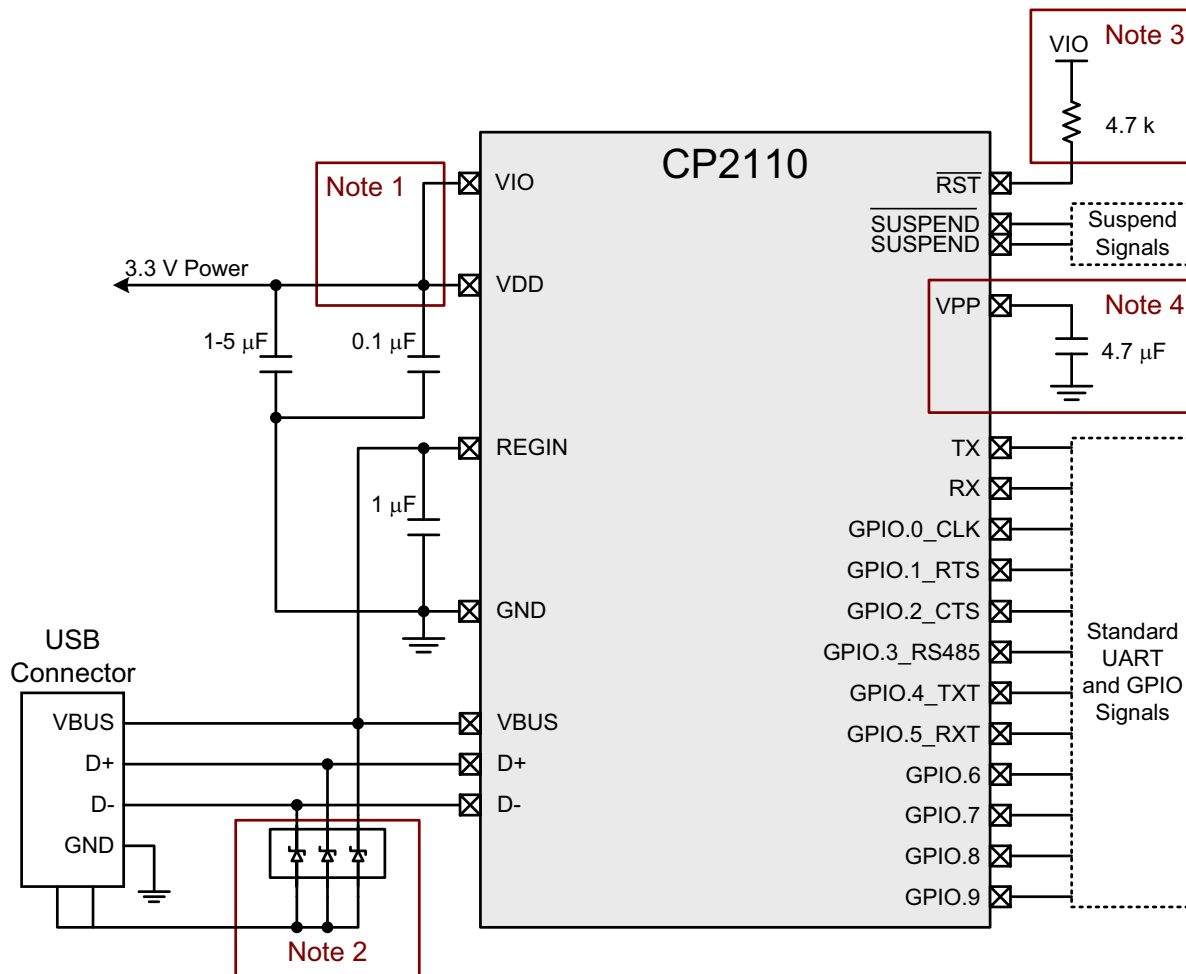 Note 3
VIO
4.7 k
CP2110
Note 1
VIO
RST
SUSPEND
SUSPEND
Suspend
Signals
3.3 V Power
VDD
VPP
Note 4
1-5 μF
0.1 μF
4.7 μF
REGIN
TX
RX
1 μF
GPIO.0_CLK
GPIO.1_RTS
GND
GPIO.2_CTS
USB
Connector
GPIO.3_RS485
Standard
UART
and GPIO
Signals
GPIO.4_TXT
VBUS
VBUS
GPIO.5_RXT
D+
D+
GPIO.6
D-
D-
GPIO.7
GND
GPIO.8
GPIO.9
Note 2